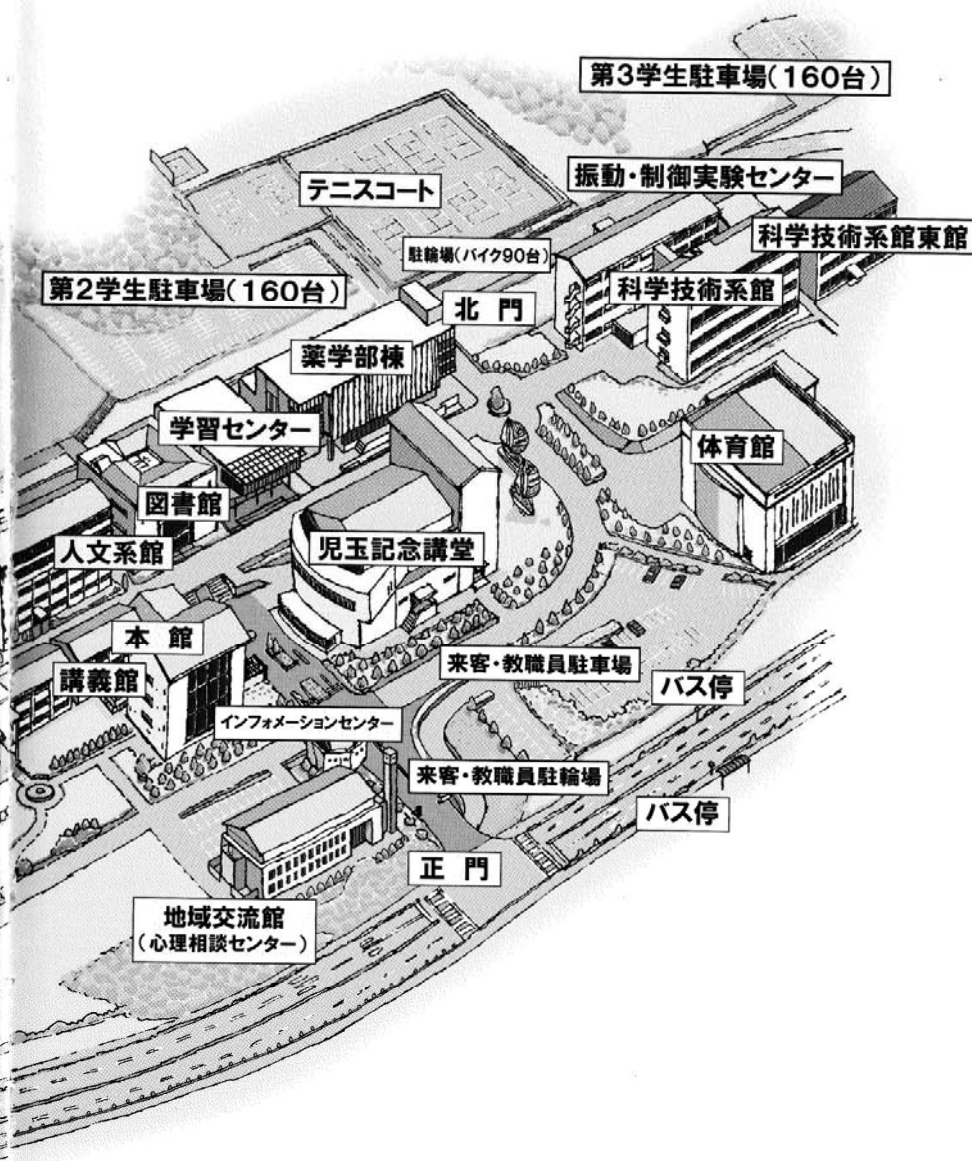 第3学生駐車場(160台)
振動・制御実験センター
テニスコート
科学技術系館東館
駐輪場(バイク90台)
第2学生駐車場(160台)
科学技術系館
北門
薬学部棟
学習センター
体育館
図書館
人文系館
児玉記念講堂
本館
来客・教職員駐車場
講義館
バス停
インフォメーションセンター
来客・教職員駐輪場
バス停
正門
地域交流館
(心理相談センター)